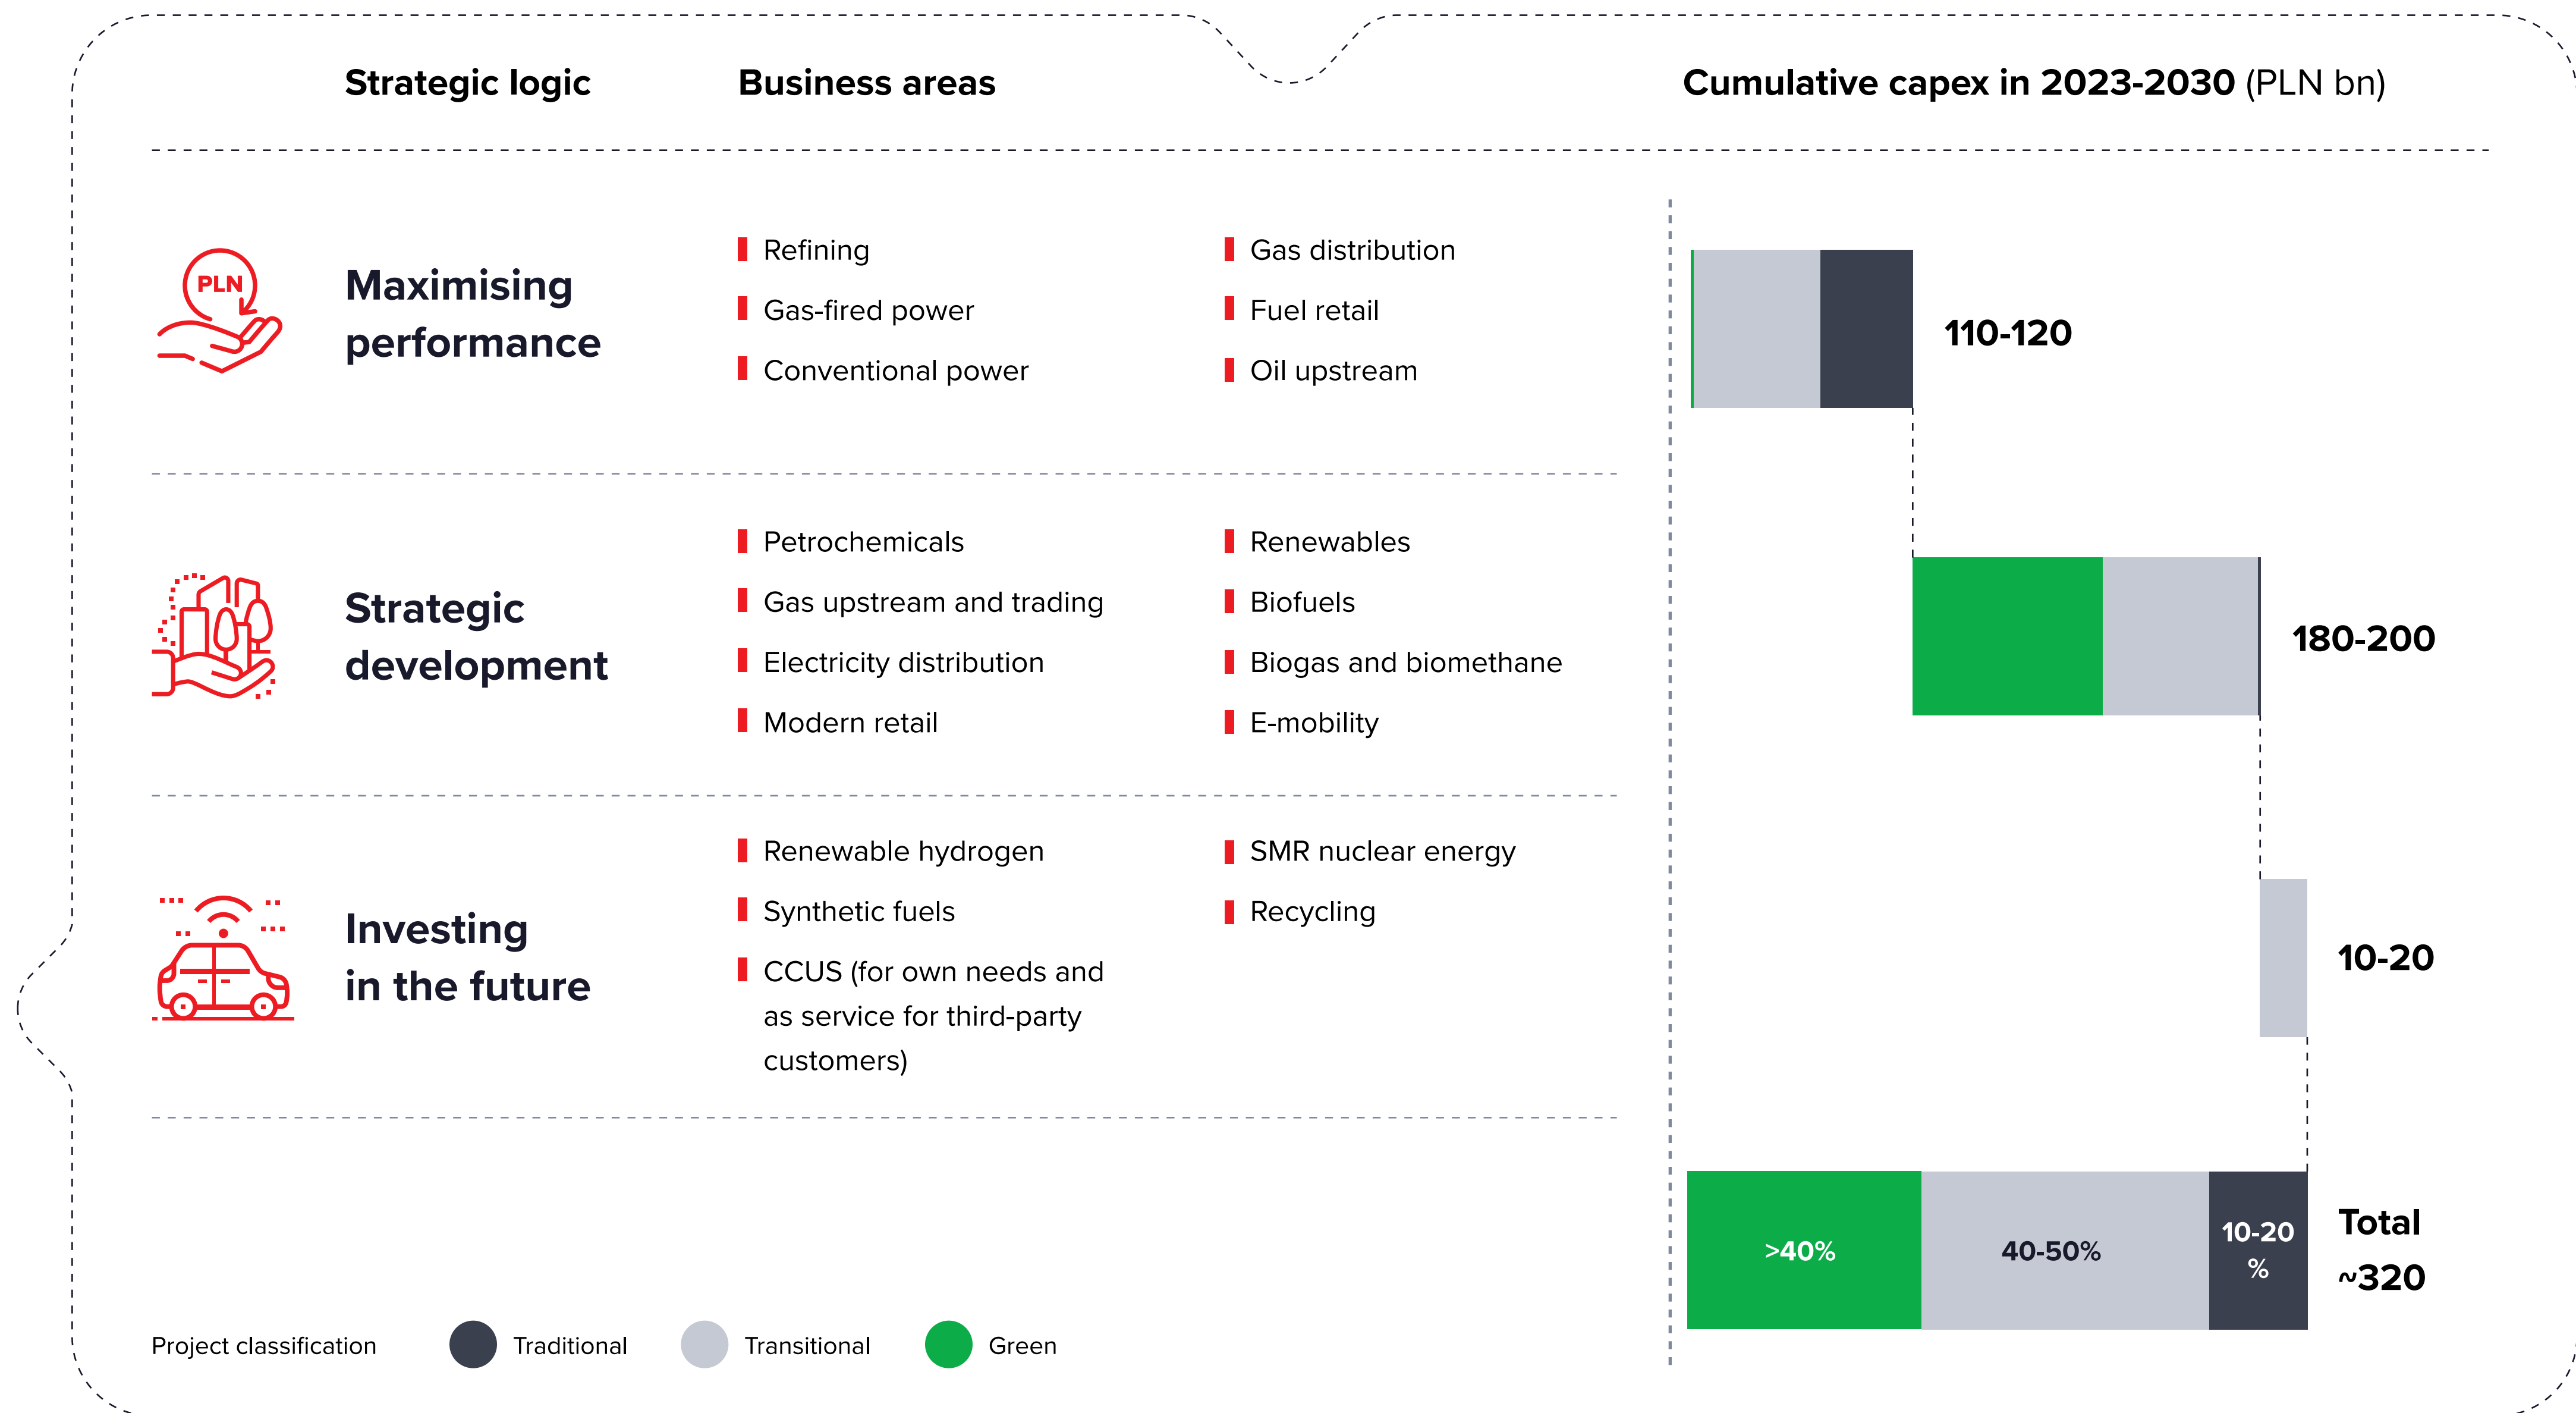 Strategic logic
Business areas
Cumulative capex in 2023-2030 (PLN bn)
PLN
Maximising
performance
Refining
Gas-fired power
Conventional power
Gas distribution
Fuel retail
Oil upstream
110-120
Strategic
development
Petrochemicals
Gas upstream and trading
Electricity distribution
Modern retail
Renewables
Biofuels
Biogas and biomethane
E-mobility
180-200
Investing
in the future
Renewable hydrogen
Synthetic fuels
CCUS (for own needs and
as service for third-party
customers)
SMR nuclear energy
Recycling
10-20
>40%
40-50%
10-20
%
Total
~320
Project classification
Traditional
Transitional
Green